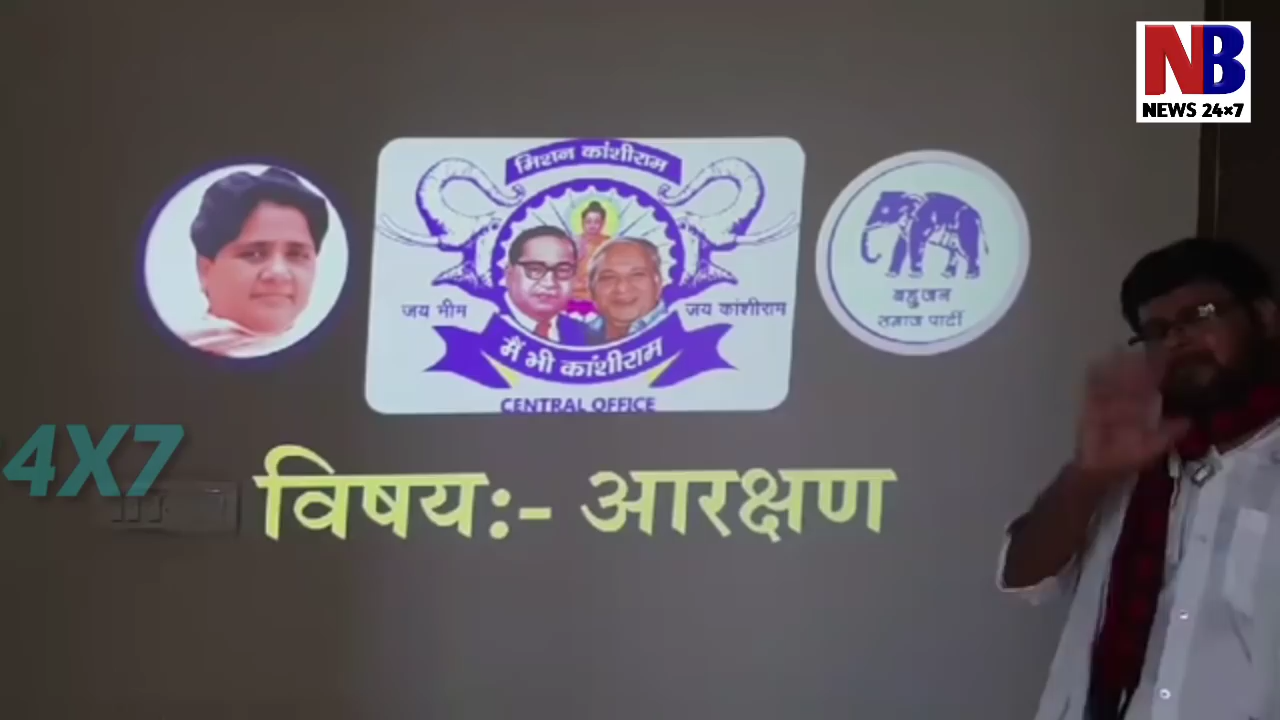 NB
NEWS 24×7
मिशन कांशीराम
जय भीम
जय कांशीराम
मैं भी कांशीराम
CENTRAL OFFICE
बहुजन
समाज पार्टी
4X7
विषय:- आरक्षण